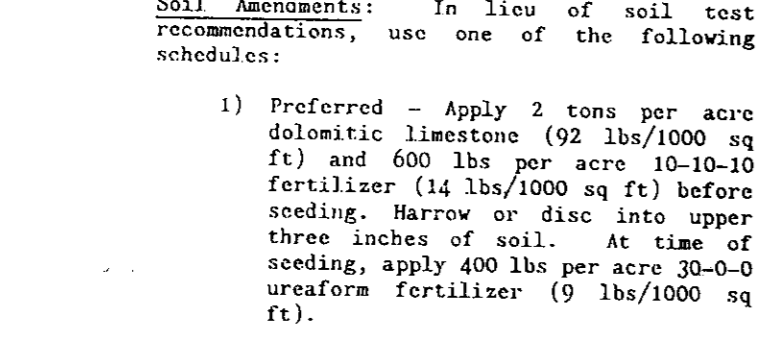 Soil Amendments: In lieu of soil test
recommendations, use one of the following
schedules:
1) Preferred - Apply 2 tons per acre
dolomitic limestone (92 lbs/1000 sq
ft) and 600 lbs per acre 10-10-10
fertilizer (14 lbs/1000 sq ft) before
seeding. Harrow or disc into upper
three inches of soil. At time of
seeding, apply 400 lbs per acre 30-0-0
ureaform fertilizer (9 lbs/1000 sq
ft).